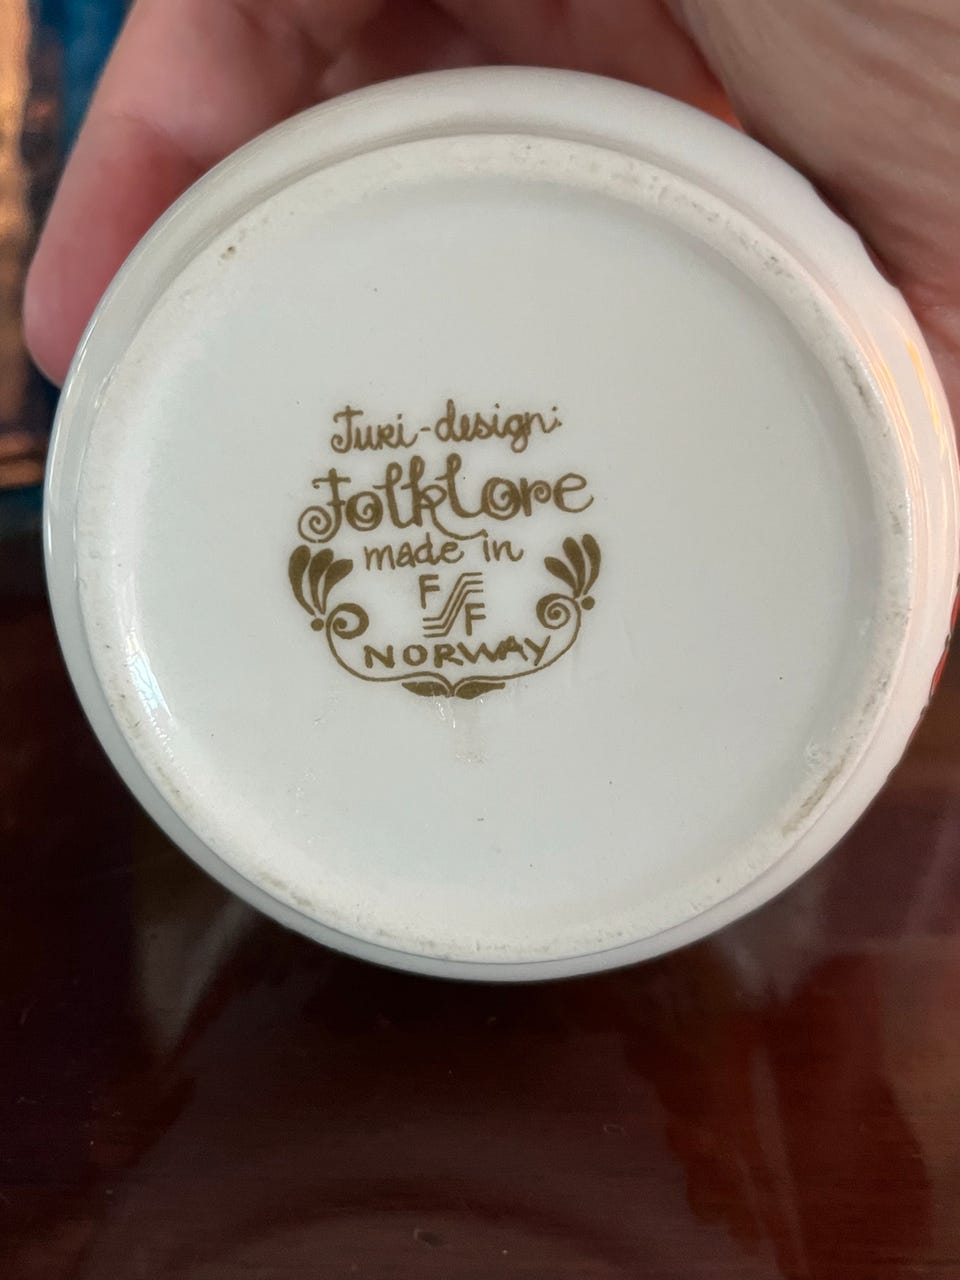 Turi-design:
Folklore
made in
F
F
NORWAY